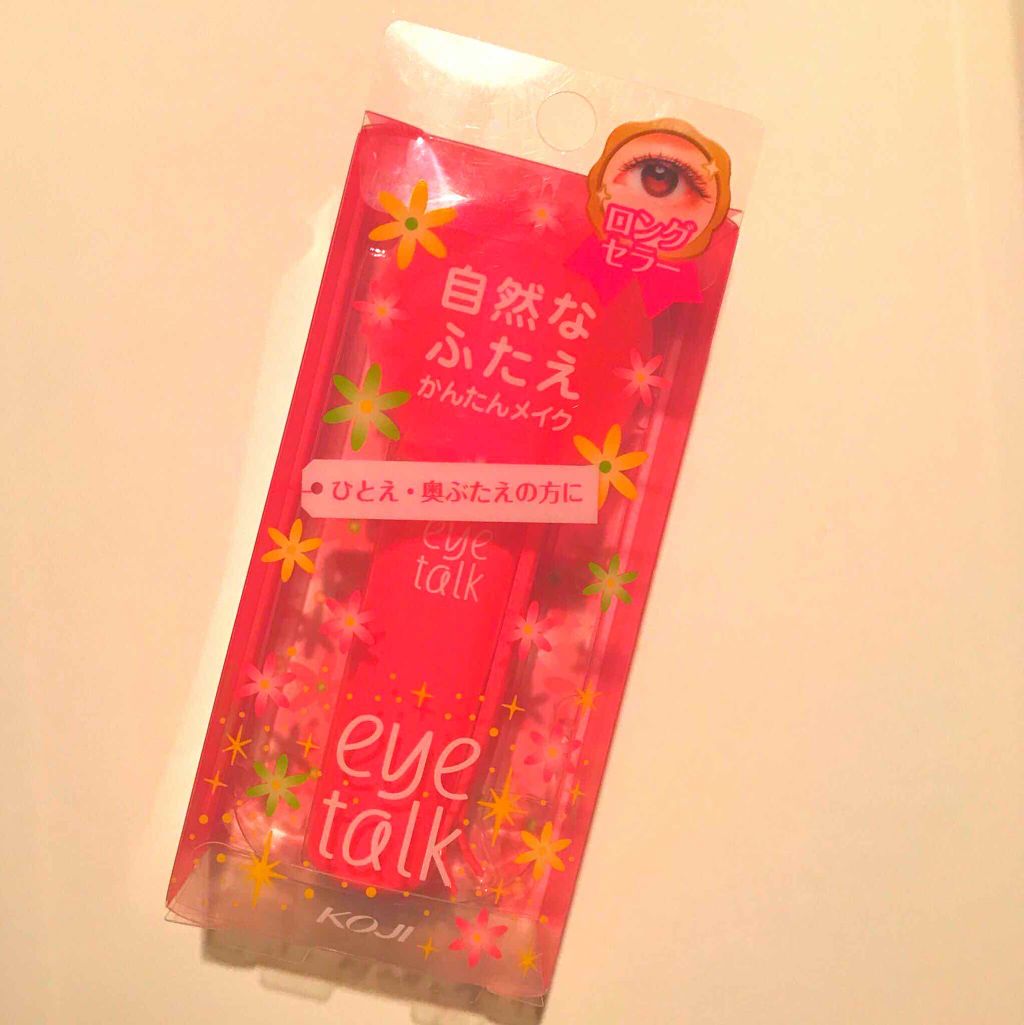 ロング
セラー
自然な
ふたえ
かんたんメイク
ひとえ・奥ぶたえの方に
eye
talk
eye
talk
KOJI